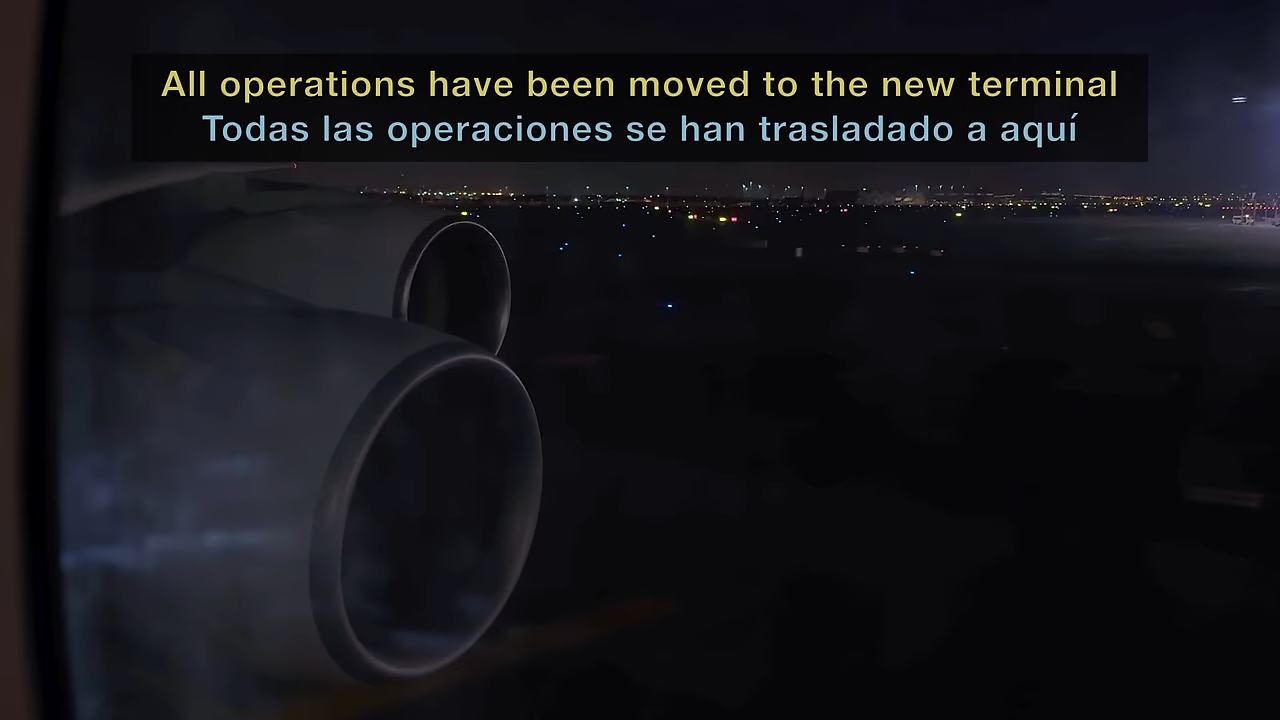 All operations have been moved to the new terminal
Todas las operaciones se han trasladado a aquí